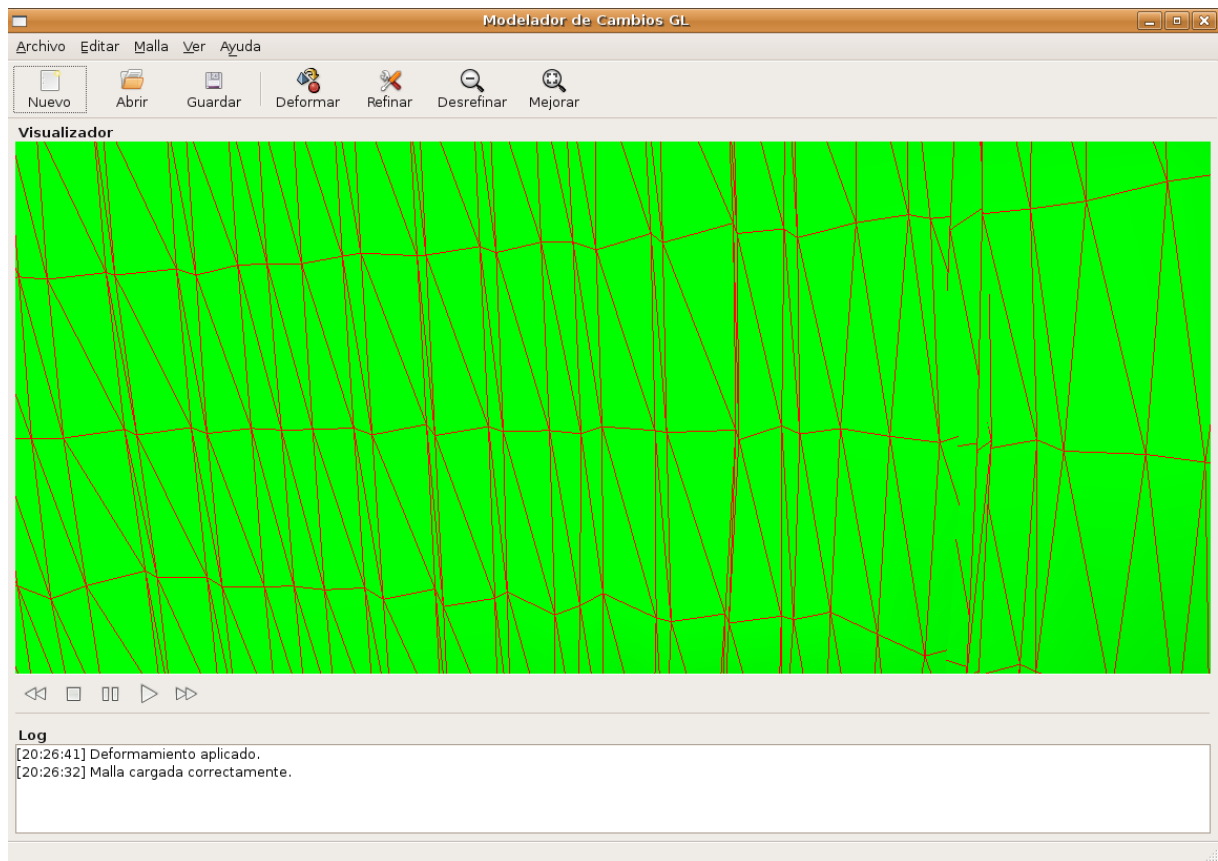 Modelador de Cambios GL
Archivo Editar Malla Ver Ayuda
Nuevo Abrir Guardar Deformar Refinar Desrefinar Mejorar
Visualizador
Log
[20:26:41] Deformamiento aplicado.
[20:26:32] Malla cargada correctamente.